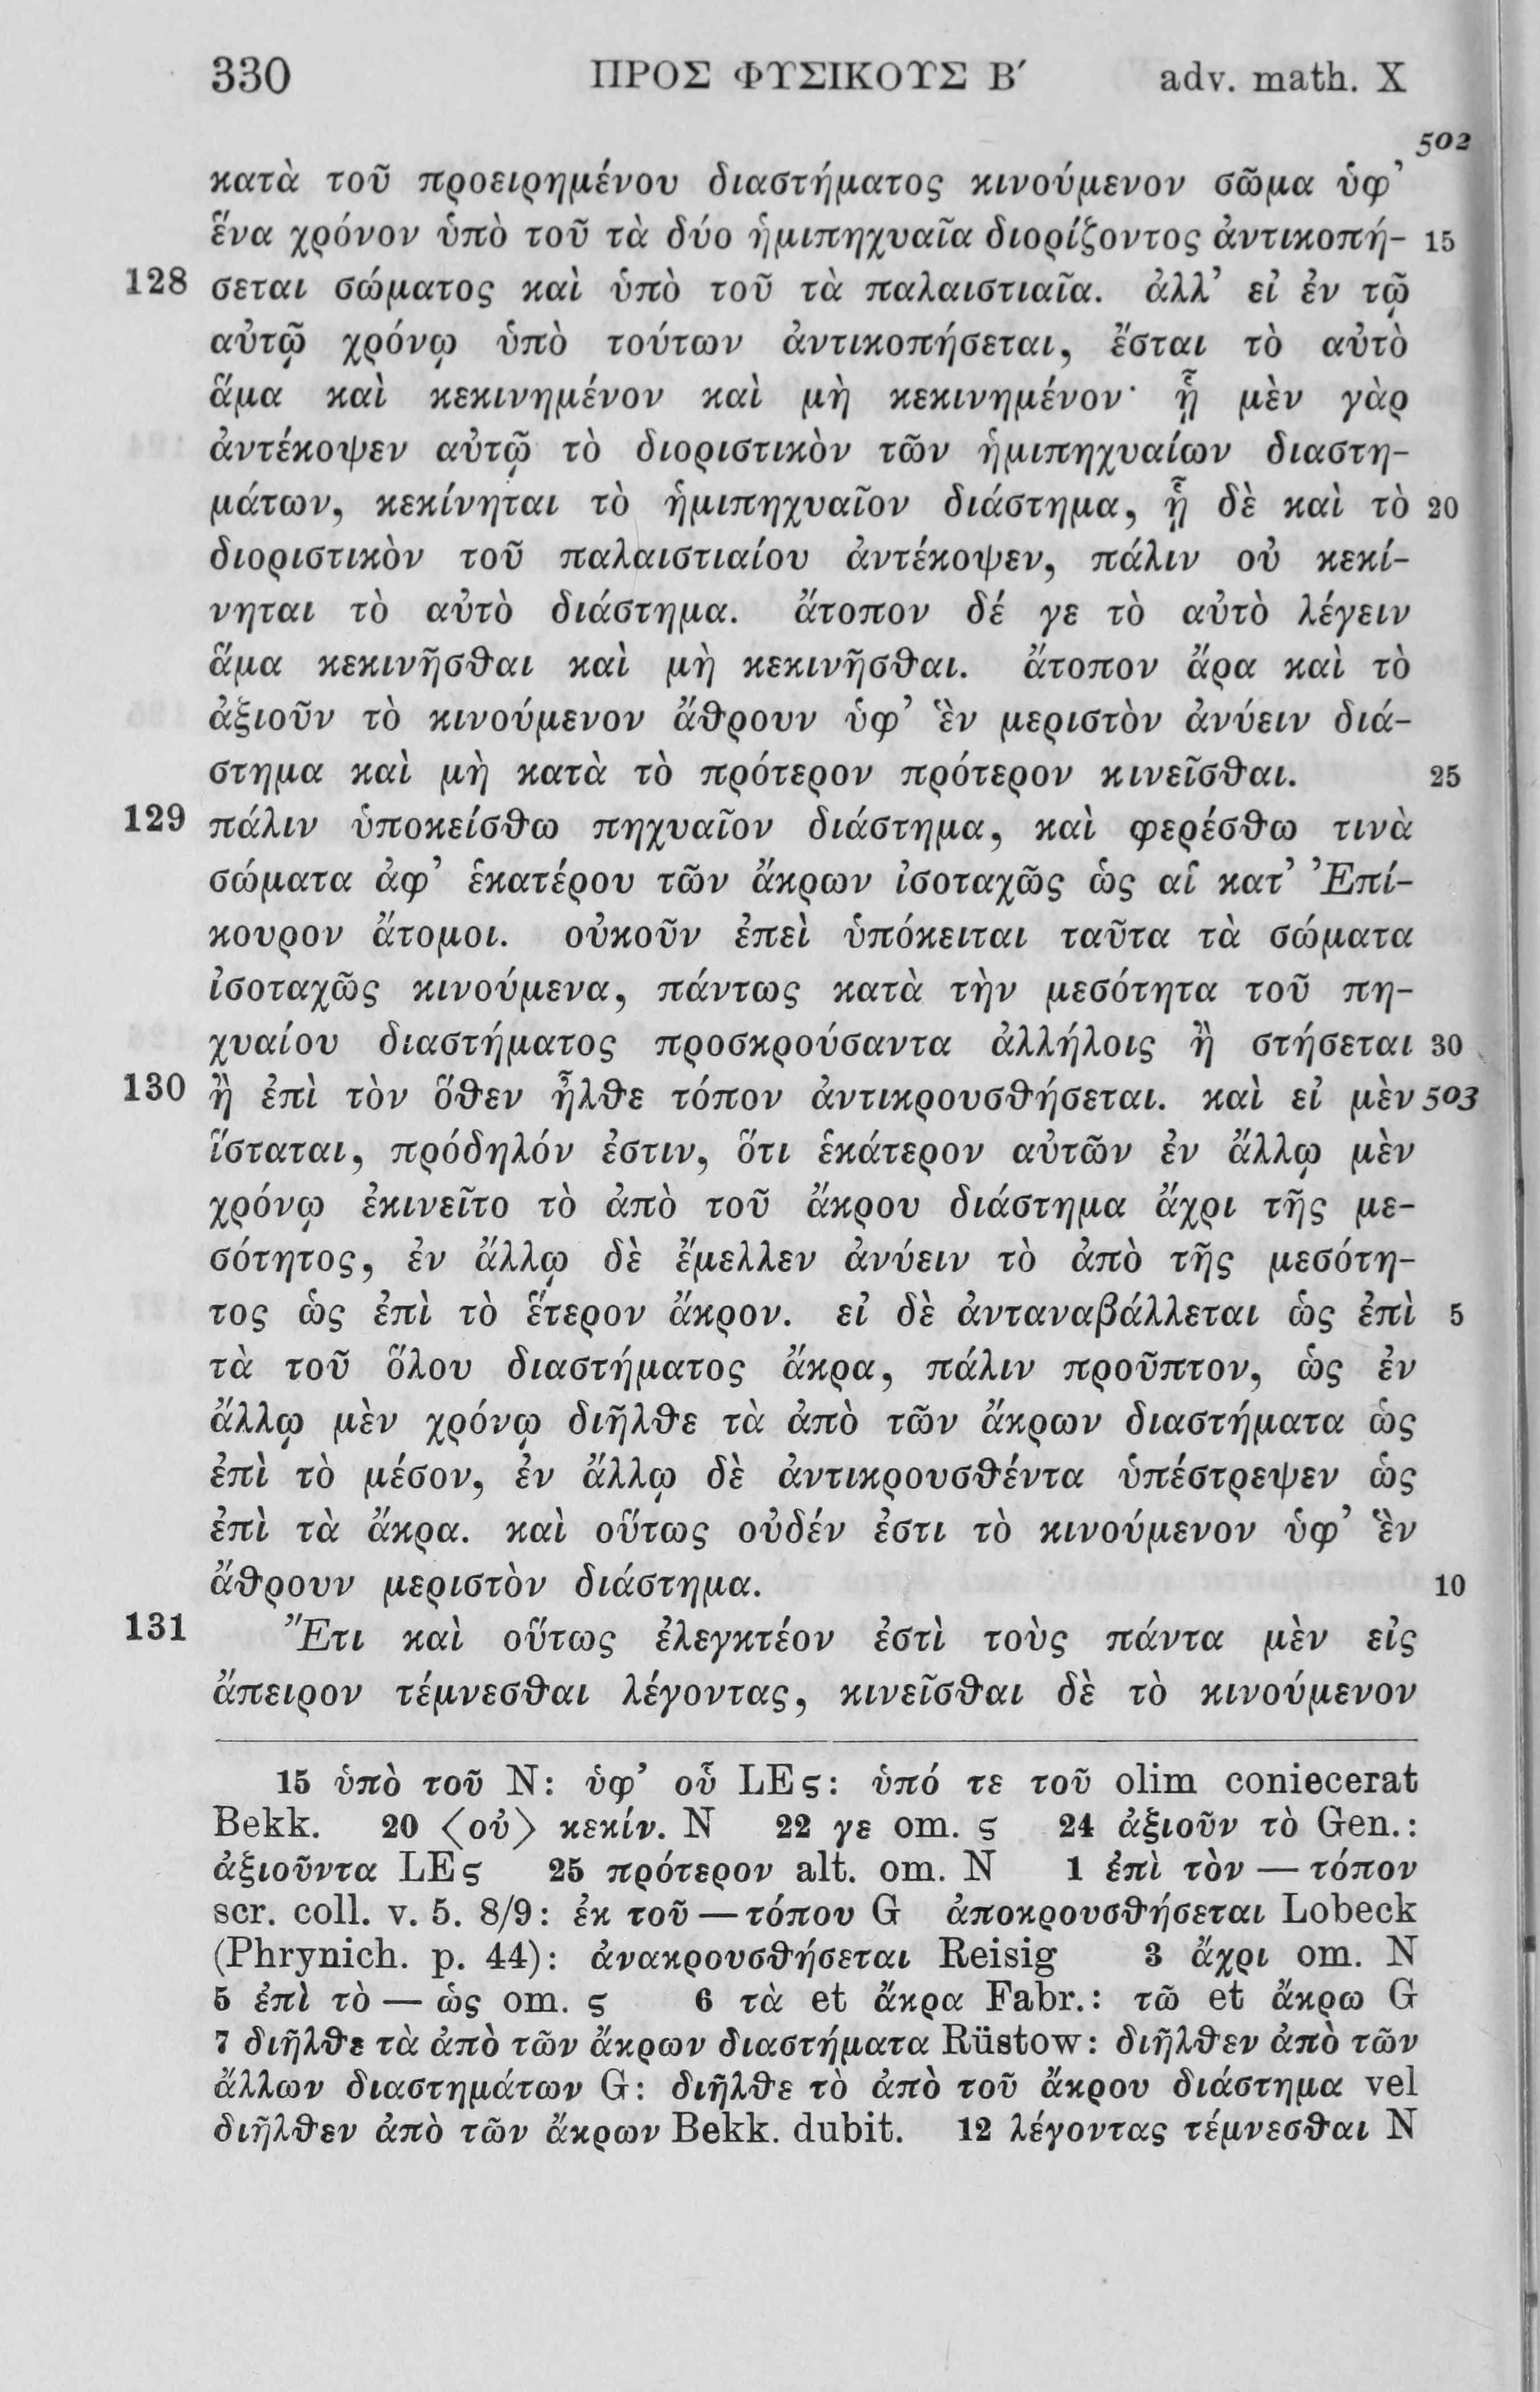 330 ΠΡΟΣ ΦΥΣΙΚΟΥΣ Β′ adv. math. X
502
κατὰ τοῦ προειρημένου διαστήματος κινούμενον σῶμα ὑφ’
ἕνα χρόνον ὑπὸ τοῦ τὰ δύο ἡμιπηχυαῖα διορίζοντος ἀντικοπή- 15
128 σεται σώματος καὶ ὑπὸ τοῦ τὰ παλαιστιαῖα. ἀλλ’ εἰ ἐν τῷ
αὐτῷ χρόνῳ ὑπὸ τούτων ἀντικοπήσεται, ἔσται τὸ αὐτὸ
ἅμα καὶ κεκινημένον καὶ μὴ κεκινημένον· ᾗ μὲν γὰρ
ἀντέκοψεν αὐτῷ τὸ διοριστικὸν τῶν ἡμιπηχυαίων διαστη-
μάτων, κεκίνηται τὸ ἡμιπηχυαῖον διάστημα, ᾗ δὲ καὶ τὸ 20
διοριστικὸν τοῦ παλαιστιαίου ἀντέκοψεν, πάλιν οὐ κεκί-
νηται τὸ αὐτὸ διάστημα. ἄτοπον δέ γε τὸ αὐτὸ λέγειν
ἅμα κεκινῆσθαι καὶ μὴ κεκινῆσθαι. ἄτοπον ἄρα καὶ τὸ
ἀξιοῦν τὸ κινούμενον ἄθρουν ὑφ’ ἓν μεριστὸν ἀνύειν διά-
στημα καὶ μὴ κατὰ τὸ πρότερον πρότερον κινεῖσθαι. 25
129 πάλιν ὑποκείσθω πηχυαῖον διάστημα, καὶ φερέσθω τινὰ
σώματα ἀφ’ ἑκατέρου τῶν ἄκρων ἰσοταχῶς ὡς αἱ κατ’ Ἐπί-
κουρον ἄτομοι. οὐκοῦν ἐπεὶ ὑπόκειται ταῦτα τὰ σώματα
ἰσοταχῶς κινούμενα, πάντως κατὰ τὴν μεσότητα τοῦ πη-
χυαίου διαστήματος προσκρούσαντα ἀλλήλοις ἢ στήσεται 30
130 ἢ ἐπὶ τὸν ὅθεν ἦλθε τόπον ἀντικρουσθήσεται. καὶ εἰ μὲν 503
ἵσταται, πρόδηλόν ἐστιν, ὅτι ἑκάτερον αὐτῶν ἐν ἄλλῳ μὲν
χρόνῳ ἐκινεῖτο τὸ ἀπὸ τοῦ ἄκρου διάστημα ἄχρι τῆς με-
σότητος, ἐν ἄλλῳ δὲ ἔμελλεν ἀνύειν τὸ ἀπὸ τῆς μεσότη-
τος ὡς ἐπὶ τὸ ἕτερον ἄκρον. εἰ δὲ ἀνταναβάλλεται ὡς ἐπὶ 5
τὰ τοῦ ὅλου διαστήματος ἄκρα, πάλιν προῦπτον, ὡς ἐν
ἄλλῳ μὲν χρόνῳ διῆλθε τὰ ἀπὸ τῶν ἄκρων διαστήματα ὡς
ἐπὶ τὸ μέσον, ἐν ἄλλῳ δὲ ἀντικρουσθέντα ὑπέστρεψεν ὡς
ἐπὶ τὰ ἄκρα. καὶ οὕτως οὐδέν ἐστι τὸ κινούμενον ὑφ’ ἓν
ἄθρουν μεριστὸν διάστημα. 10
131 Ἔτι καὶ οὕτως ἐλεγκτέον ἐστὶ τοὺς πάντα μὲν εἰς
ἄπειρον τέμνεσθαι λέγοντας, κινεῖσθαι δὲ τὸ κινούμενον
15 ὑπὸ τοῦ N: ὑφ’ οὗ LEς: ὑπό τε τοῦ olim coniecerat
Bekk. 20 ⟨οὐ⟩ κεκίν. N 22 γε om. ς 24 ἀξιοῦν τὸ Gen.:
ἀξιοῦντα LEς 25 πρότερον alt. om. N 1 ἐπὶ τὸν — τόπον
scr. coll. v. 5. 8/9: ἐκ τοῦ — τόπου G ἀποκρουσθήσεται Lobeck
(Phrynich. p. 44): ἀνακρουσθήσεται Reisig 3 ἄχρι om. N
5 ἐπὶ τὸ — ὡς om. ς 6 τὰ et ἄκρα Fabr.: τῶ et ἄκρω G
7 διῆλθε τὰ ἀπὸ τῶν ἄκρων διαστήματα Rüstow: διῆλθεν ἀπὸ τῶν
ἄλλων διαστημάτων G: διῆλθε τὸ ἀπὸ τοῦ ἄκρου διάστημα vel
διῆλθεν ἀπὸ τῶν ἄκρων Bekk. dubit. 12 λέγοντας τέμνεσθαι N